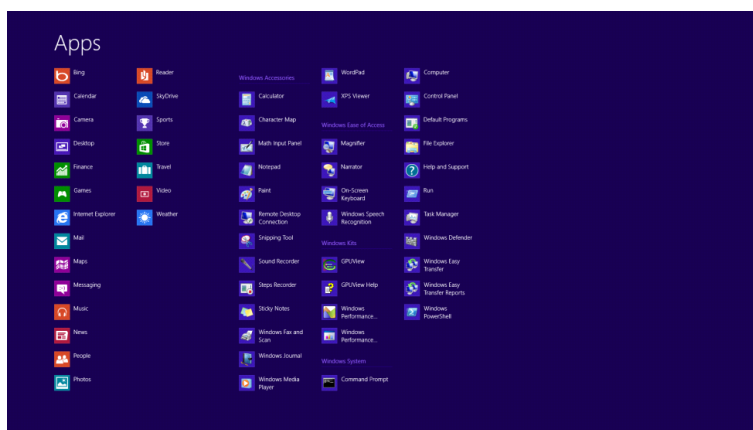 Apps
Bing
Calendar
Camera
Desktop
Finance
Games
Internet Explorer
Mail
Maps
Messaging
Music
News
People
Photos
Reader
SkyDrive
Sports
Store
Travel
Video
Weather
Windows Accessories
Calculator
Character Map
Math Input Panel
Notepad
Paint
Remote Desktop
Connection
Snipping Tool
Sound Recorder
Steps Recorder
Sticky Notes
Windows Fax and
Scan
Windows Journal
Windows Media
Player
WordPad
XPS Viewer
Windows Ease of Access
Magnifier
Narrator
On-Screen
Keyboard
Windows Speech
Recognition
Windows Kits
GPUView
GPUView Help
Windows
Performance...
Windows
Performance...
Windows System
Command Prompt
Computer
Control Panel
Default Programs
File Explorer
Help and Support
Run
Task Manager
Windows Defender
Windows Easy
Transfer
Windows Easy
Transfer Reports
Windows
PowerShell